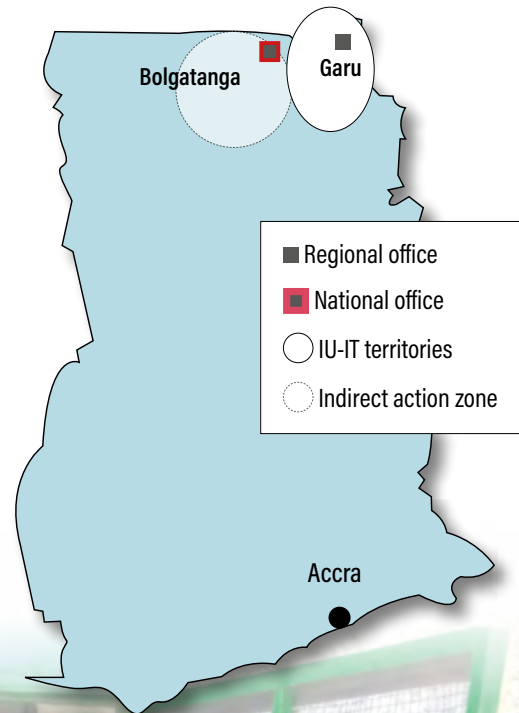 Bolgatanga
Garu
Regional office
National office
IU-IT territories
Indirect action zone
Accra